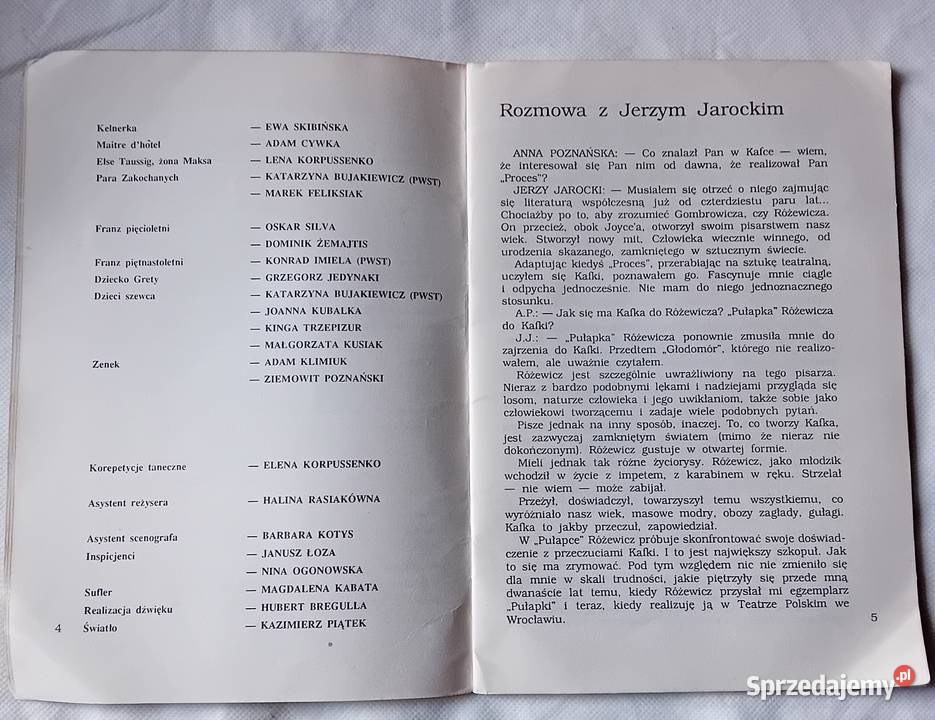 Kelnerka — EWA SKIBIŃSKA
Maitre d'hôtel — ADAM CYWKA
Else Taussig, żona Maksa — LENA KORPUSSENKO
Para Zakochanych — KATARZYNA BUJAKIEWICZ (PWST)
— MAREK FELIKSIAK
Franz pięcioletni — OSKAR SILVA
— DOMINIK ŻEMAJTIS
Franz piętnastoletni — KONRAD IMIELA (PWST)
Dziecko Grety — GRZEGORZ JEDYNAKI
Dzieci szewca — KATARZYNA BUJAKIEWICZ (PWST)
— JOANNA KUBALKA
— KINGA TRZEPIZUR
— MAŁGORZATA KUSIAK
Zenek — ADAM KLIMIUK
— ZIEMOWIT POZNAŃSKI
Korepetycje taneczne — ELENA KORPUSSENKO
Asystent reżysera — HALINA RASIAKÓWNA
Asystent scenografa — BARBARA KOTYS
Inspicjenci — JANUSZ ŁOZA
— NINA OGONOWSKA
Sufler — MAGDALENA KABATA
Realizacja dźwięku — HUBERT BREGULLA
Światło — KAZIMIERZ PIĄTEK
4
Rozmowa z Jerzym Jarockim
ANNA POZNAŃSKA: — Co znalazł Pan w Kafce — wiem,
że interesował się Pan nim od dawna, że realizował Pan
„Proces"?
JERZY JAROCKI: — Musiałem się otrzeć o niego zajmując
się literaturą współczesną już od czterdziestu paru lat...
Chociażby po to, aby zrozumieć Gombrowicza, czy Różewicza.
On przecież, obok Joyce'a, otworzył swoim pisarstwem nasz
wiek. Stworzył nowy mit. Człowieka wiecznie winnego, od
urodzenia skazanego, zamkniętego w sztucznym świecie.
Adaptując kiedyś „Proces", przerabiając na sztukę teatralną,
uczyłem się Kafki, poznawałem go. Fascynuje mnie ciągle
i odpycha jednocześnie. Nie mam do niego jednoznacznego
stosunku.
A.P.: — Jak się ma Kafka do Różewicza? „Pułapka" Różewicza
do Kafki?
J.J.: — „Pułapka" Różewicza ponownie zmusiła mnie do
zajrzenia do Kafki. Przedtem „Głodomór", którego nie realizo-
wałem, ale uważnie czytałem.
Różewicz jest szczególnie uwrażliwiony na tego pisarza.
Nieraz z bardzo podobnymi lękami i nadziejami przygląda się
losom, naturze człowieka i jego uwikłaniom, także sobie jako
człowiekowi tworzącemu i zadaje wiele podobnych pytań.
Pisze jednak na inny sposób, inaczej. To, co tworzy Kafka,
jest zazwyczaj zamkniętym światem (mimo że nieraz nie
dokończonym). Różewicz gustuje w otwartej formie.
Mieli jednak tak różne życiorysy. Różewicz, jako młodzik
wchodził w życie z impetem, z karabinem w ręku. Strzelał
— nie wiem — może zabijał.
Przeżył, doświadczył, towarzyszył temu wszystkiemu, co
wyróżniało nasz wiek, masowe modry, obozy zagłady, gułagi.
Kafka to jakby przeczuł, zapowiedział.
W „Pułapce" Różewicz próbuje skonfrontować swoje doświad-
czenie z przeczuciami Kafki. I to jest największy szkopuł. Jak
to się ma zrymować. Pod tym względem nic nie zmieniło się
dla mnie w skali trudności, jakie piętrzyły się przede mną
dwanaście lat temu, kiedy Różewicz przysłał mi egzemplarz
„Pułapki" i teraz, kiedy realizuję ją w Teatrze Polskim we
Wrocławiu.
5
Sprzedajemy.pl